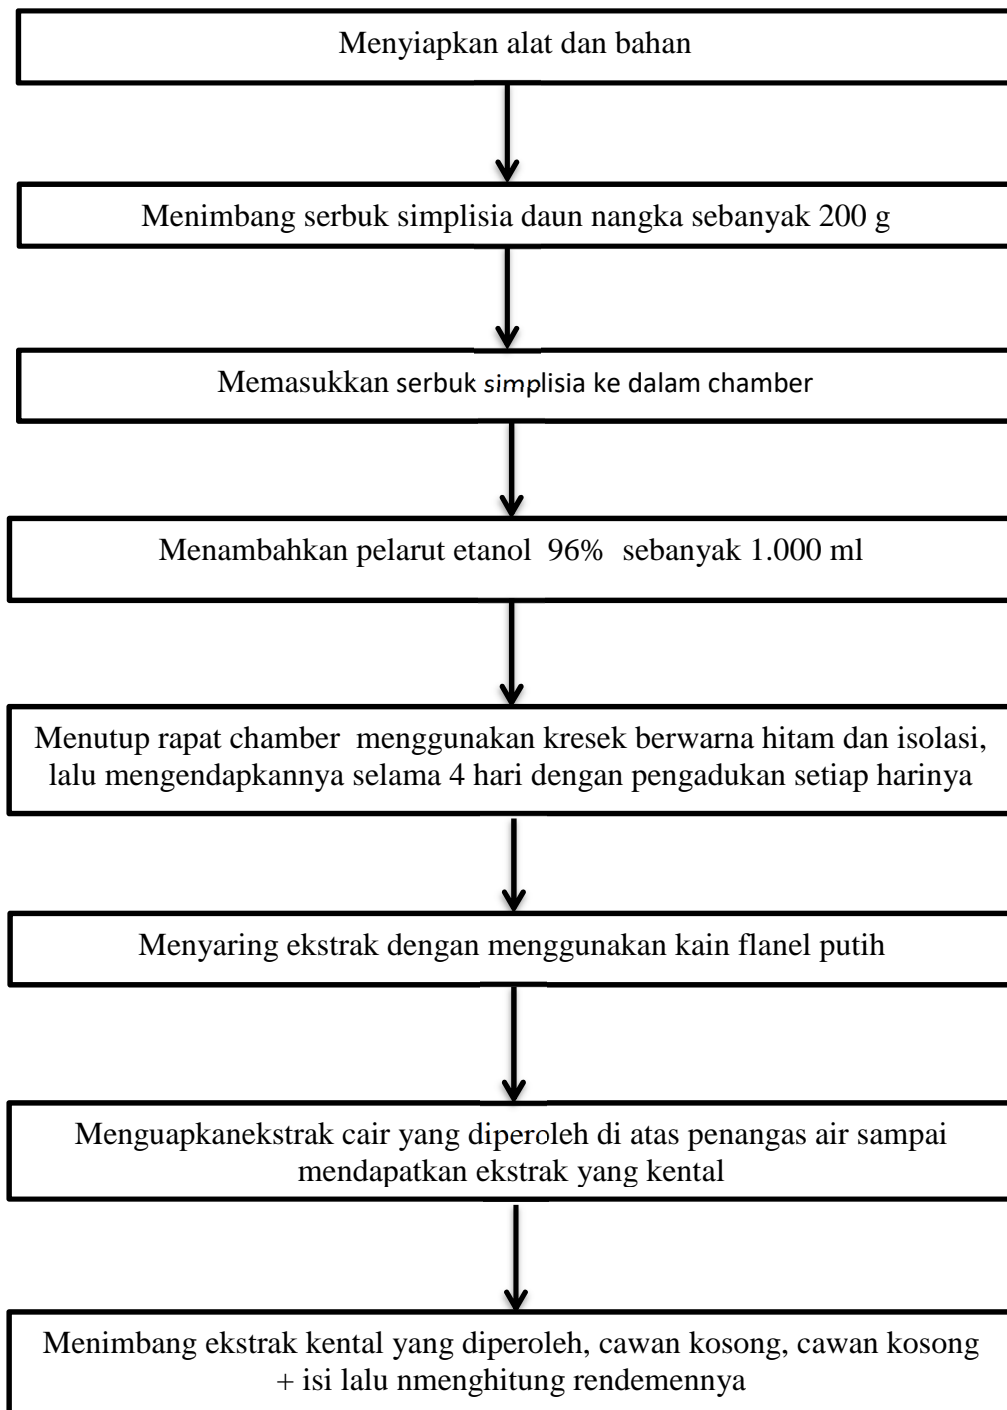 Menyiapkan alat dan bahan
Menimbang serbuk simplisia daun nangka sebanyak 200 g
Memasukkan serbuk simplisia ke dalam chamber
Menambahkan pelarut etanol 96% sebanyak 1.000 ml
Menutup rapat chamber menggunakan kresek berwarna hitam dan isolasi,
lalu mengendapkannya selama 4 hari dengan pengadukan setiap harinya
Menyaring ekstrak dengan menggunakan kain flanel putih
Menguapkanekstrak cair yang diperoleh di atas penangas air sampai
mendapatkan ekstrak yang kental
Menimbang ekstrak kental yang diperoleh, cawan kosong, cawan kosong
+ isi lalu nmenghitung rendemennya